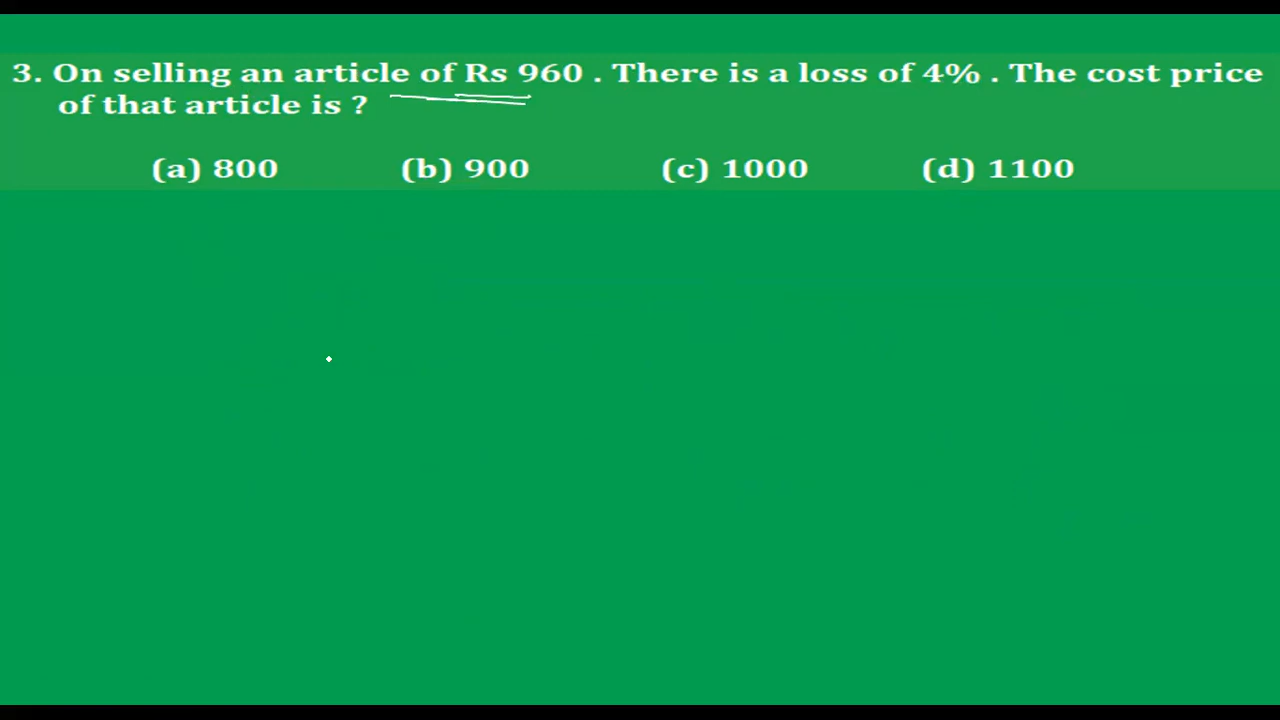 3. On selling an article of Rs 960 . There is a loss of 4% . The cost price
of that article is ?
(a) 800 (b) 900 (c) 1000 (d) 1100